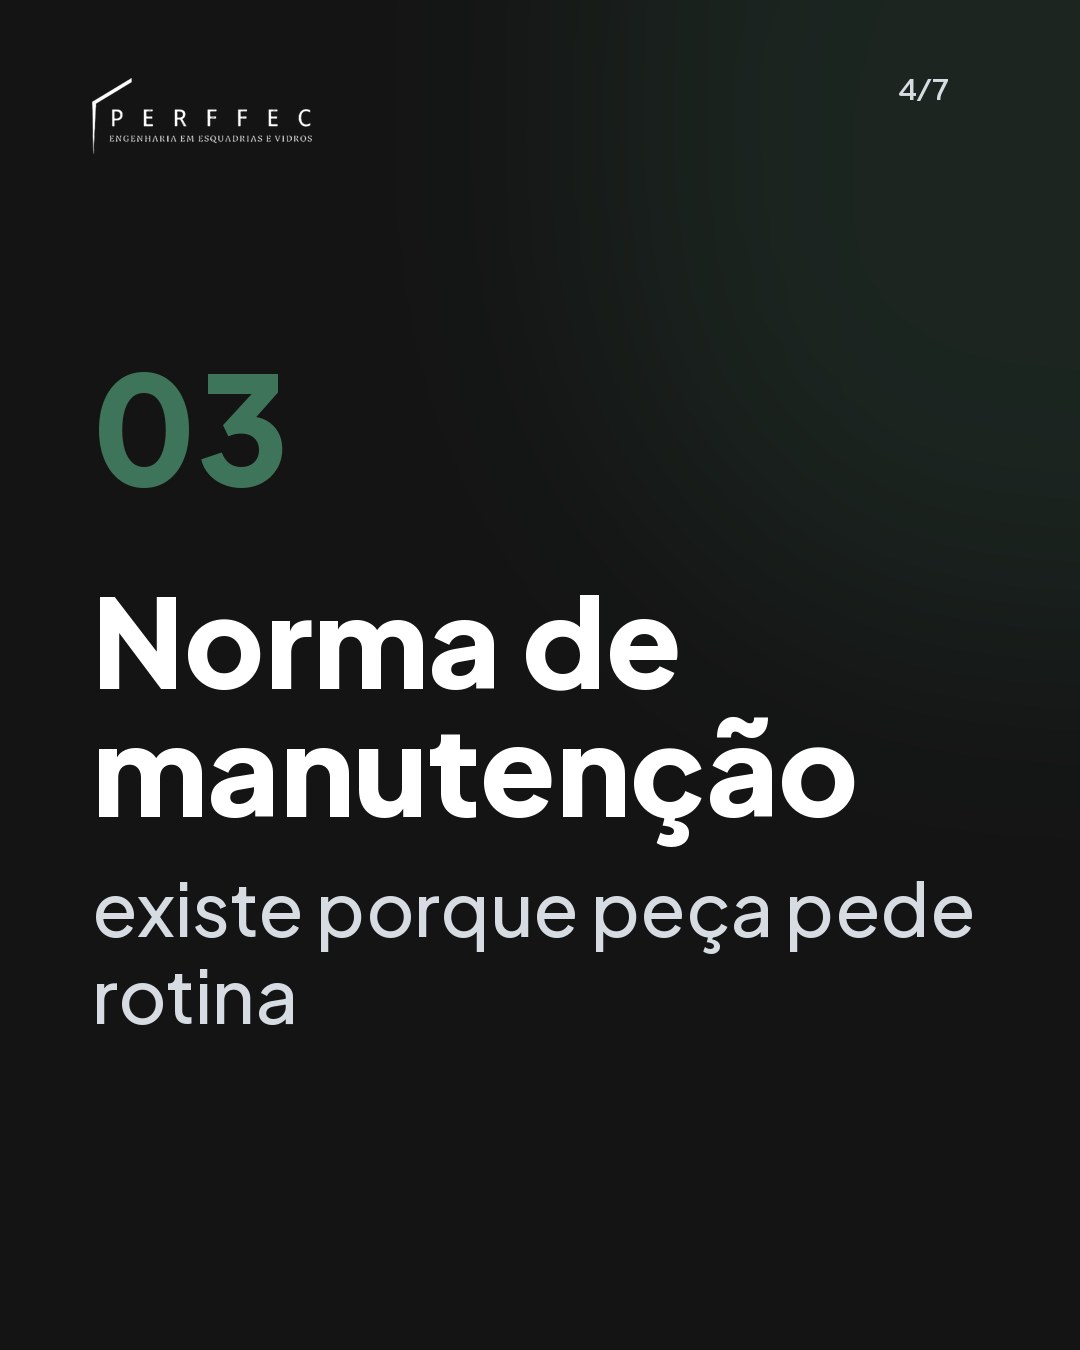 PERFFEC
ENGENHARIA EM ESQUADRIAS E VIDROS
4/7
03
Norma de
manutenção
existe porque peça pede
rotina